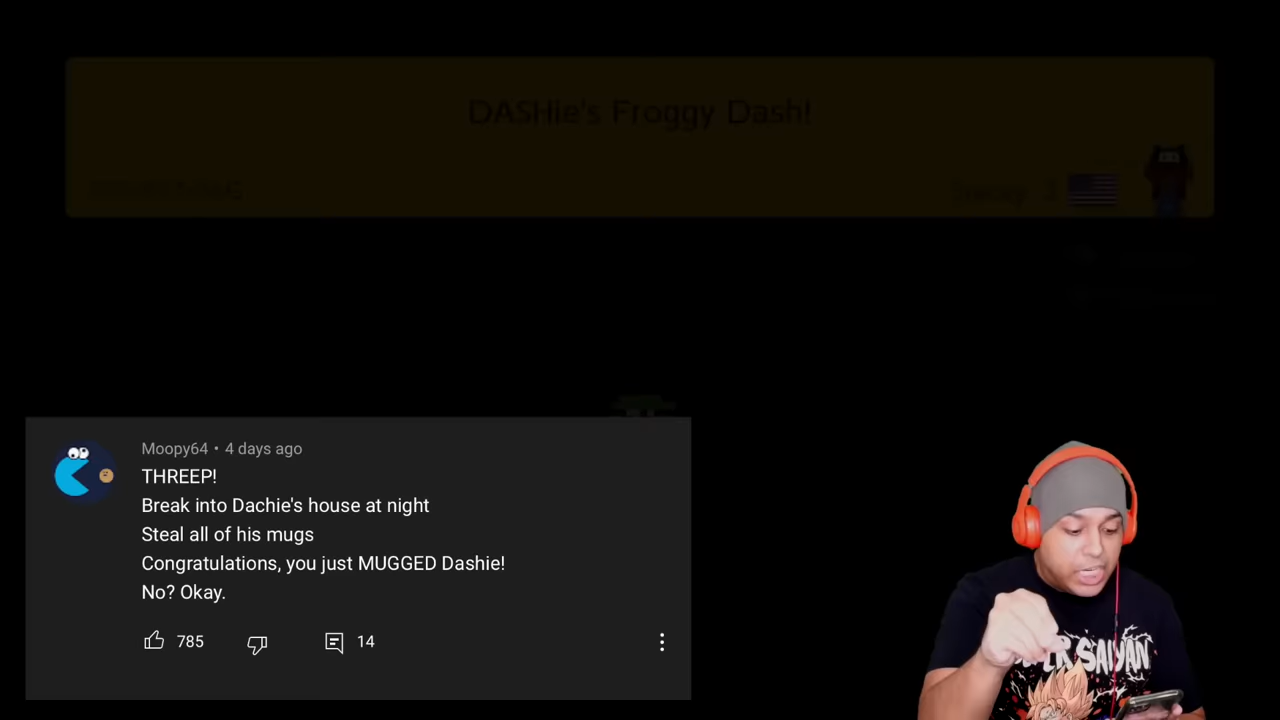 DASHie's Froggy Dash!
Moopy64 • 4 days ago
THREEP!
Break into Dachie's house at night
Steal all of his mugs
Congratulations, you just MUGGED Dashie!
No? Okay.
785
14
SAIYAN